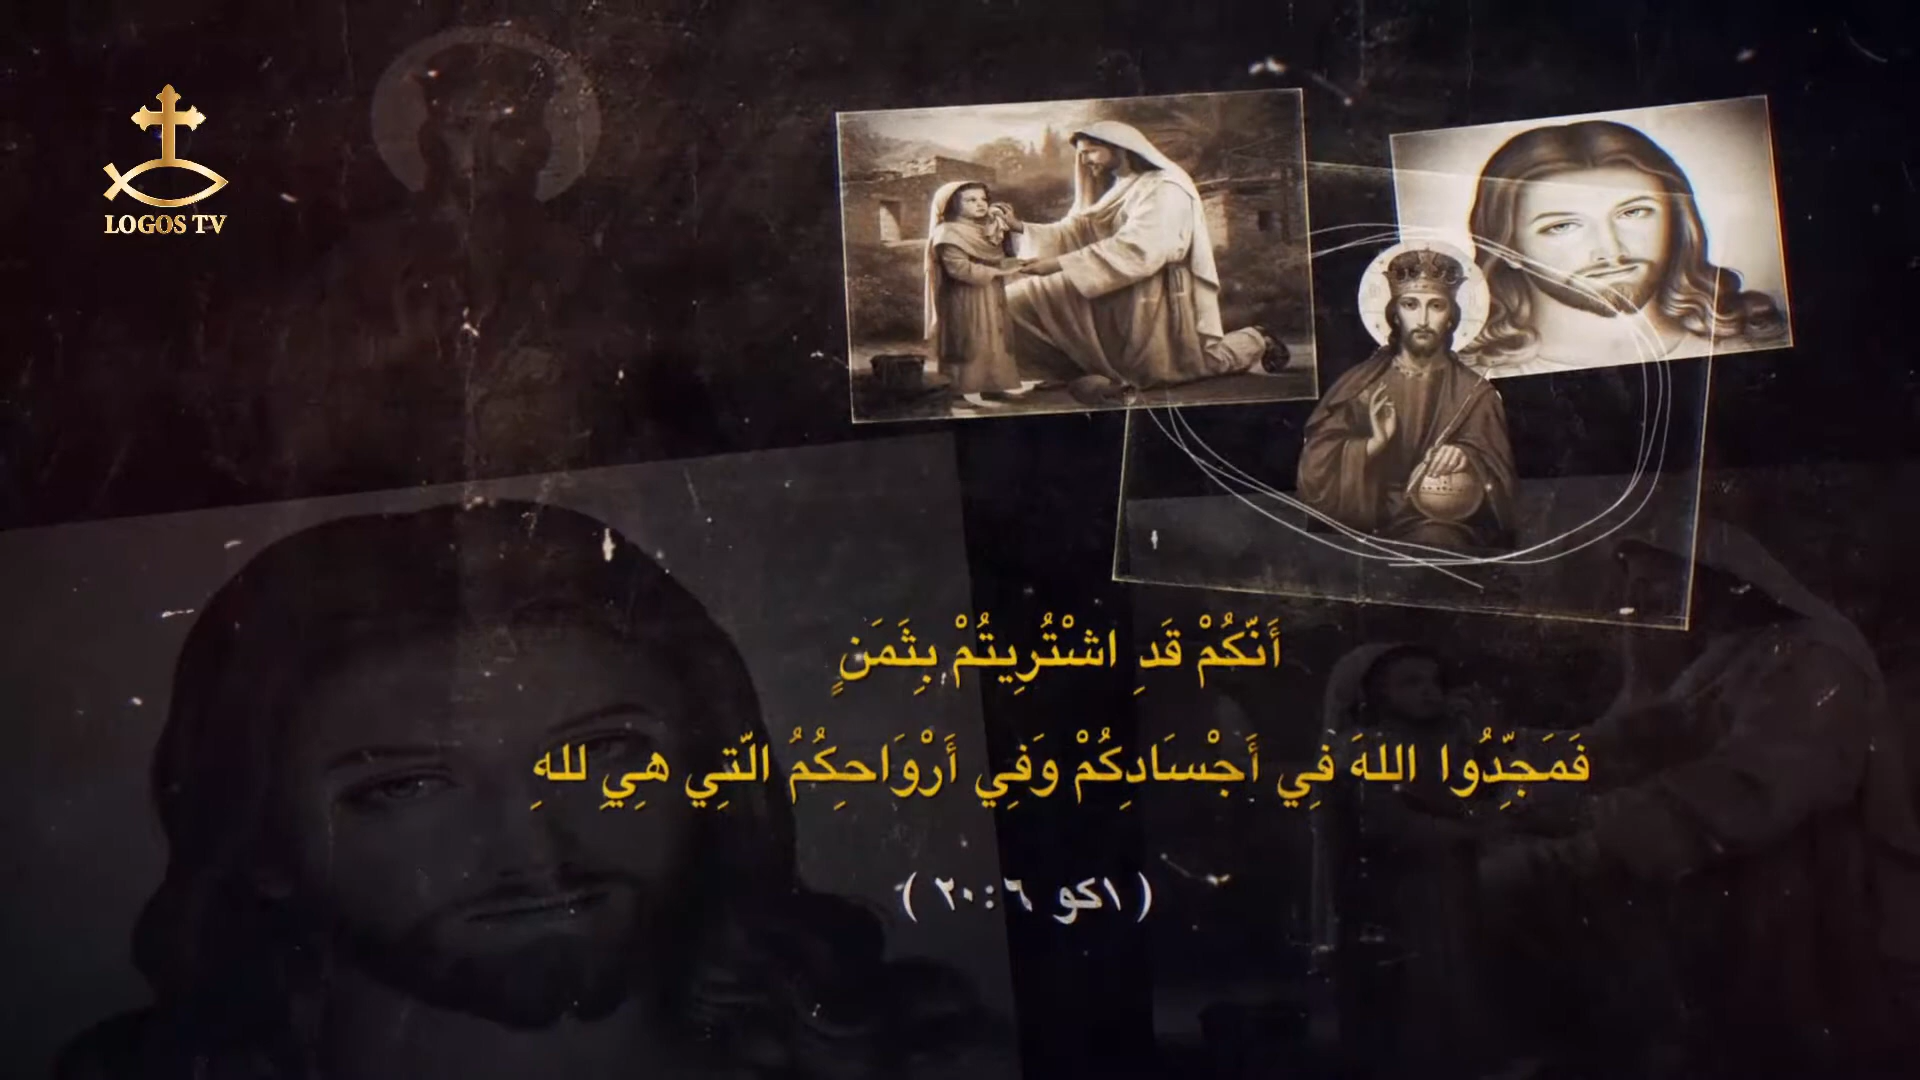 LOGOS TV
أَنّكُمْ قَدِ اشْتُرِيتُمْ بِثَمَنٍ
فَمَجِّدُوا اللهَ فِي أَجْسَادِكُمْ وَفِي أَرْوَاحِكُمُ الّتِي هِيِ للهِ
(١كو ٦:٢٠)